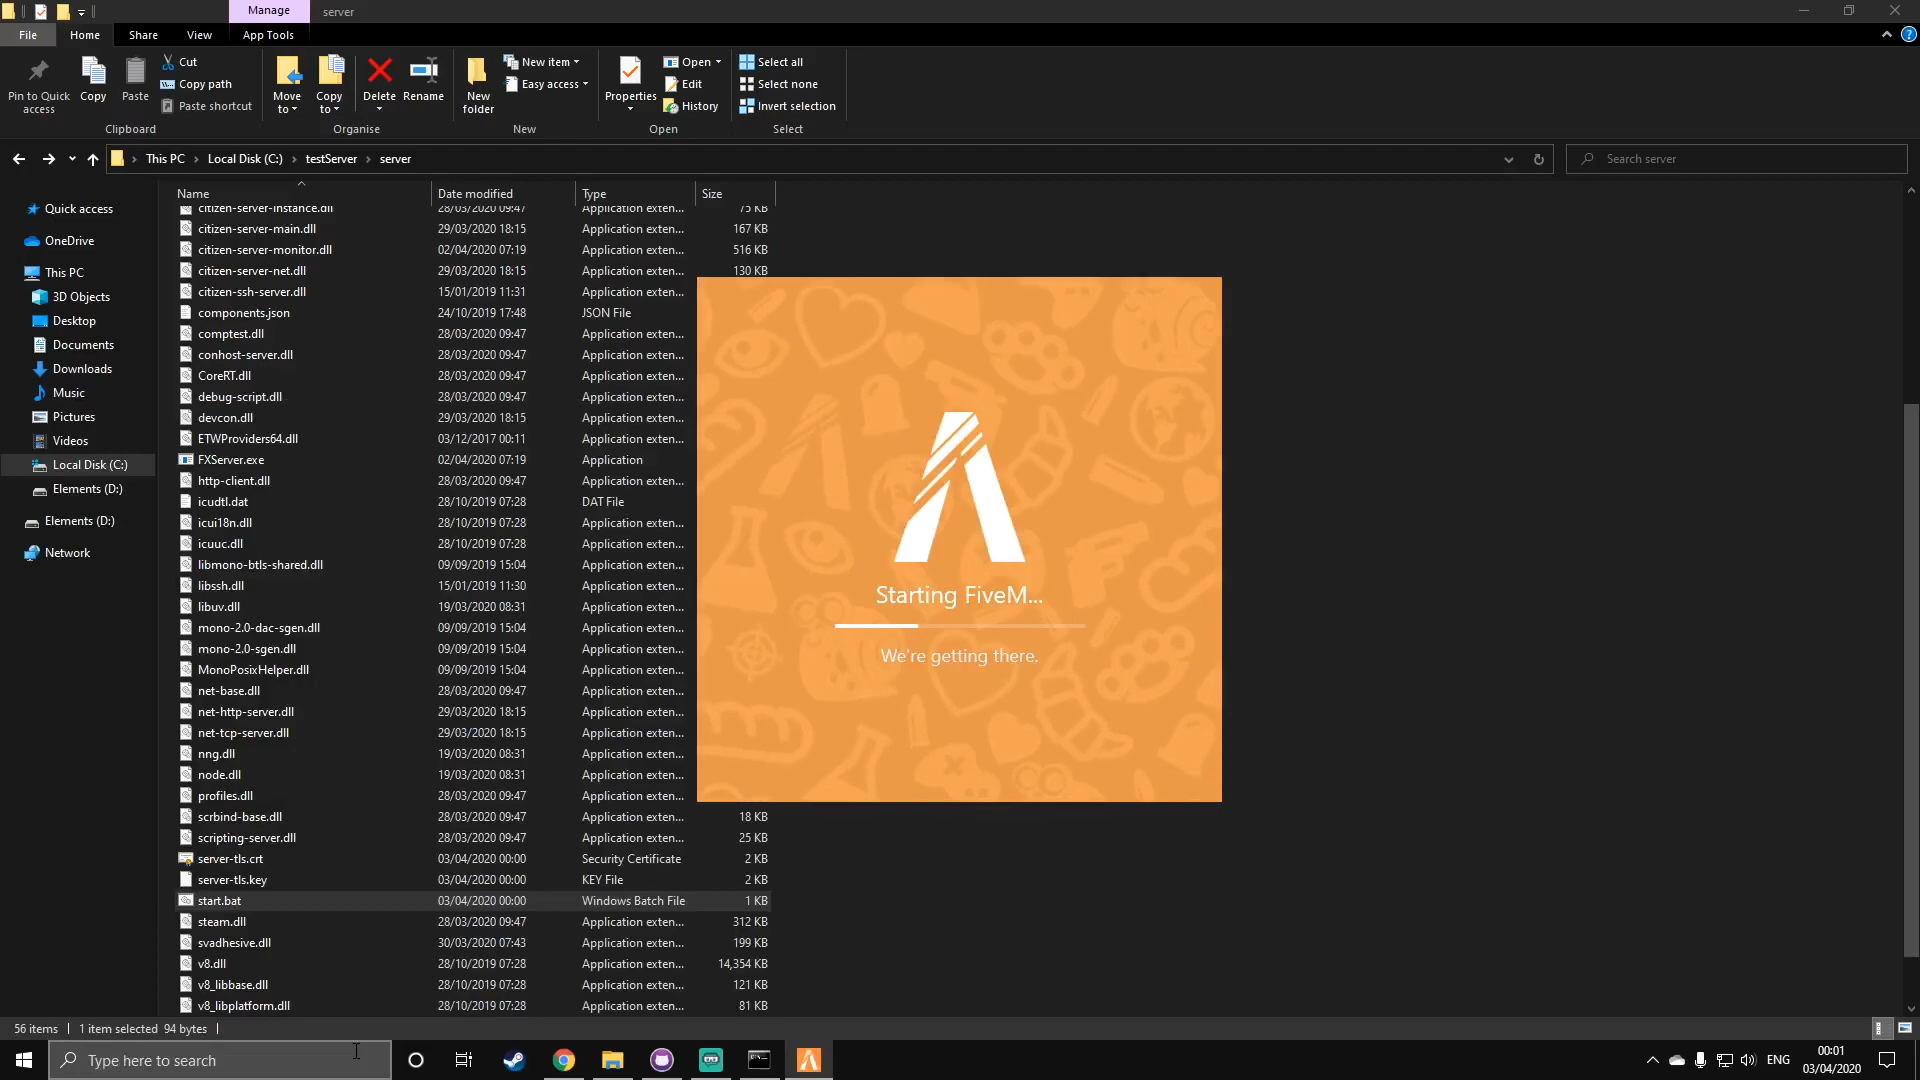 Manage
server
File
Home
Share
View
App Tools
Pin to Quick access
Copy
Paste
Cut
Copy path
Paste shortcut
Clipboard
Move to
Copy to
Delete
Rename
Organise
New folder
New item
Easy access
New
Properties
Open
Edit
History
Open
Select all
Select none
Invert selection
Select
This PC > Local Disk (C:) > testServer > server
Search server
Quick access
OneDrive
This PC
3D Objects
Desktop
Documents
Downloads
Music
Pictures
Videos
Local Disk (C:)
Elements (D:)
Elements (D:)
Network
Name Date modified Type Size
citizen-server-instance.dll 28/03/2020 09:47 Application exten... 75 KB
citizen-server-main.dll 29/03/2020 18:15 Application exten... 167 KB
citizen-server-monitor.dll 02/04/2020 07:19 Application exten... 516 KB
citizen-server-net.dll 29/03/2020 18:15 Application exten... 130 KB
citizen-ssh-server.dll 15/01/2019 11:31 Application exten...
components.json 24/10/2019 17:48 JSON File
comptest.dll 28/03/2020 09:47 Application exten...
conhost-server.dll 28/03/2020 09:47 Application exten...
CoreRT.dll 28/03/2020 09:47 Application exten...
debug-script.dll 28/03/2020 09:47 Application exten...
devcon.dll 29/03/2020 18:15 Application exten...
ETWProviders64.dll 03/12/2017 00:11 Application exten...
FXServer.exe 02/04/2020 07:19 Application
http-client.dll 28/03/2020 09:47 Application exten...
icudtl.dat 28/10/2019 07:28 DAT File
icui18n.dll 28/10/2019 07:28 Application exten...
icuuc.dll 28/10/2019 07:28 Application exten...
libmono-btls-shared.dll 09/09/2019 15:04 Application exten...
libssh.dll 15/01/2019 11:30 Application exten...
libuv.dll 19/03/2020 08:31 Application exten...
mono-2.0-dac-sgen.dll 09/09/2019 15:04 Application exten...
mono-2.0-sgen.dll 09/09/2019 15:04 Application exten...
MonoPosixHelper.dll 09/09/2019 15:04 Application exten...
net-base.dll 28/03/2020 09:47 Application exten...
net-http-server.dll 29/03/2020 18:15 Application exten...
net-tcp-server.dll 29/03/2020 18:15 Application exten...
nng.dll 19/03/2020 08:31 Application exten...
node.dll 19/03/2020 08:31 Application exten...
profiles.dll 28/03/2020 09:47 Application exten...
scrbind-base.dll 28/03/2020 09:47 Application exten... 18 KB
scripting-server.dll 28/03/2020 09:47 Application exten... 25 KB
server-tls.crt 03/04/2020 00:00 Security Certificate 2 KB
server-tls.key 03/04/2020 00:00 KEY File 2 KB
start.bat 03/04/2020 00:00 Windows Batch File 1 KB
steam.dll 28/03/2020 09:47 Application exten... 312 KB
svadhesive.dll 30/03/2020 07:43 Application exten... 199 KB
v8.dll 28/10/2019 07:28 Application exten... 14,354 KB
v8_libbase.dll 28/10/2019 07:28 Application exten... 121 KB
v8_libplatform.dll 28/10/2019 07:28 Application exten... 81 KB
Starting FiveM...
We're getting there.
56 items
1 item selected 94 bytes
Type here to search
ENG
00:01
03/04/2020